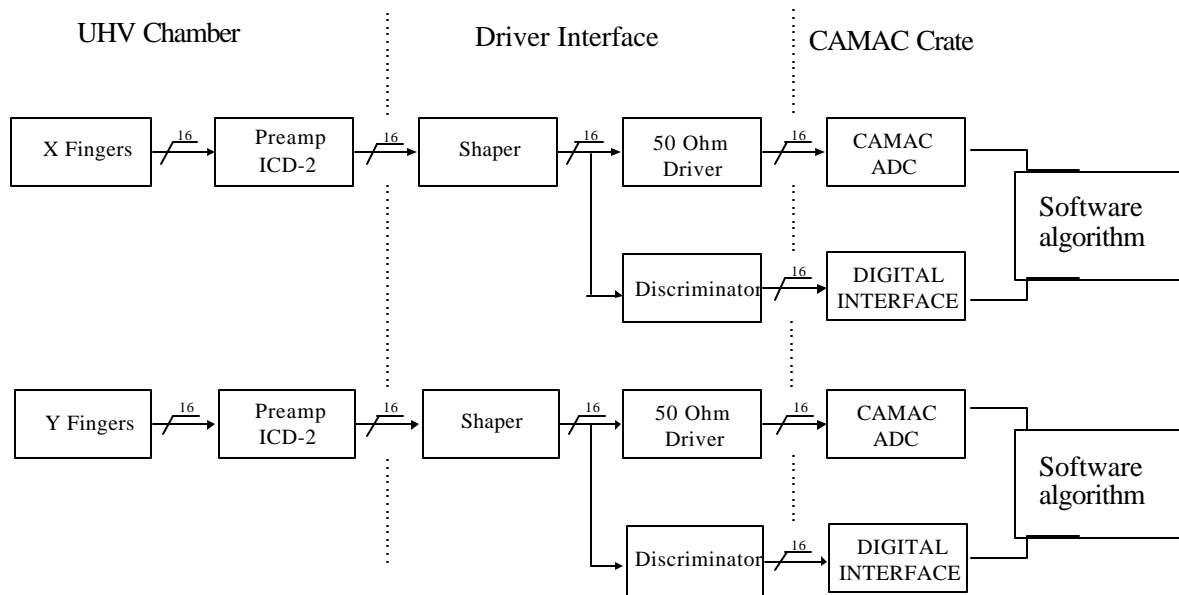 UHV Chamber
Driver Interface
CAMAC Crate
X Fingers
16
Preamp
ICD-2
16
Shaper
16
50 Ohm
Driver
16
CAMAC
ADC
Software
algorithm
Discriminator
16
DIGITAL
INTERFACE
Y Fingers
16
Preamp
ICD-2
16
Shaper
16
50 Ohm
Driver
16
CAMAC
ADC
Software
algorithm
Discriminator
16
DIGITAL
INTERFACE